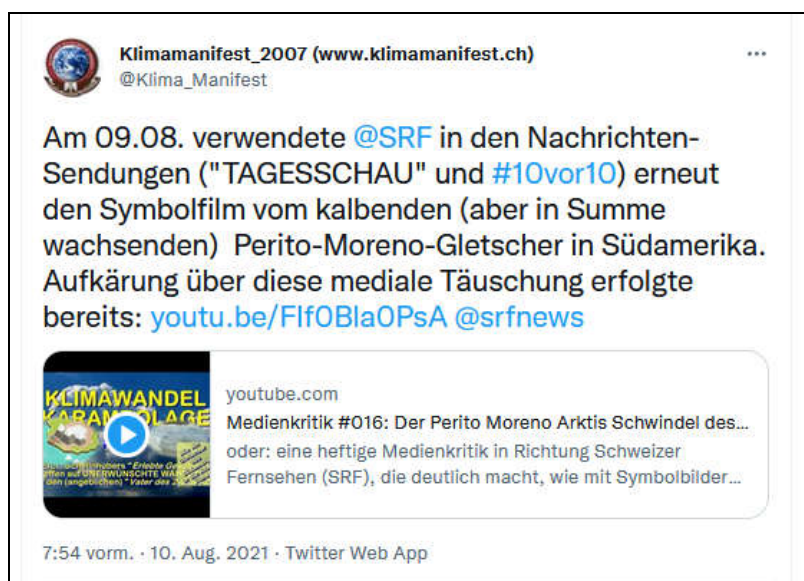 Klimamanifest_2007 (www.klimamanifest.ch)
@Klima_Manifest
Am 09.08. verwendete @SRF in den Nachrichten-
Sendungen ("TAGESSCHAU" und #10vor10) erneut
den Symbolfilm vom kalbenden (aber in Summe
wachsenden) Perito-Moreno-Gletscher in Südamerika.
Aufkärung über diese mediale Täuschung erfolgte
bereits: youtu.be/FIf0Bla0PsA @srfnews
KLIMAWANDEL
KARAMBOLAGE
youtube.com
Medienkritik #016: Der Perito Moreno Arktis Schwindel des...
oder: eine heftige Medienkritik in Richtung Schweizer
Fernsehen (SRF), die deutlich macht, wie mit Symbolbilder...
7:54 vorm. · 10. Aug. 2021 · Twitter Web App